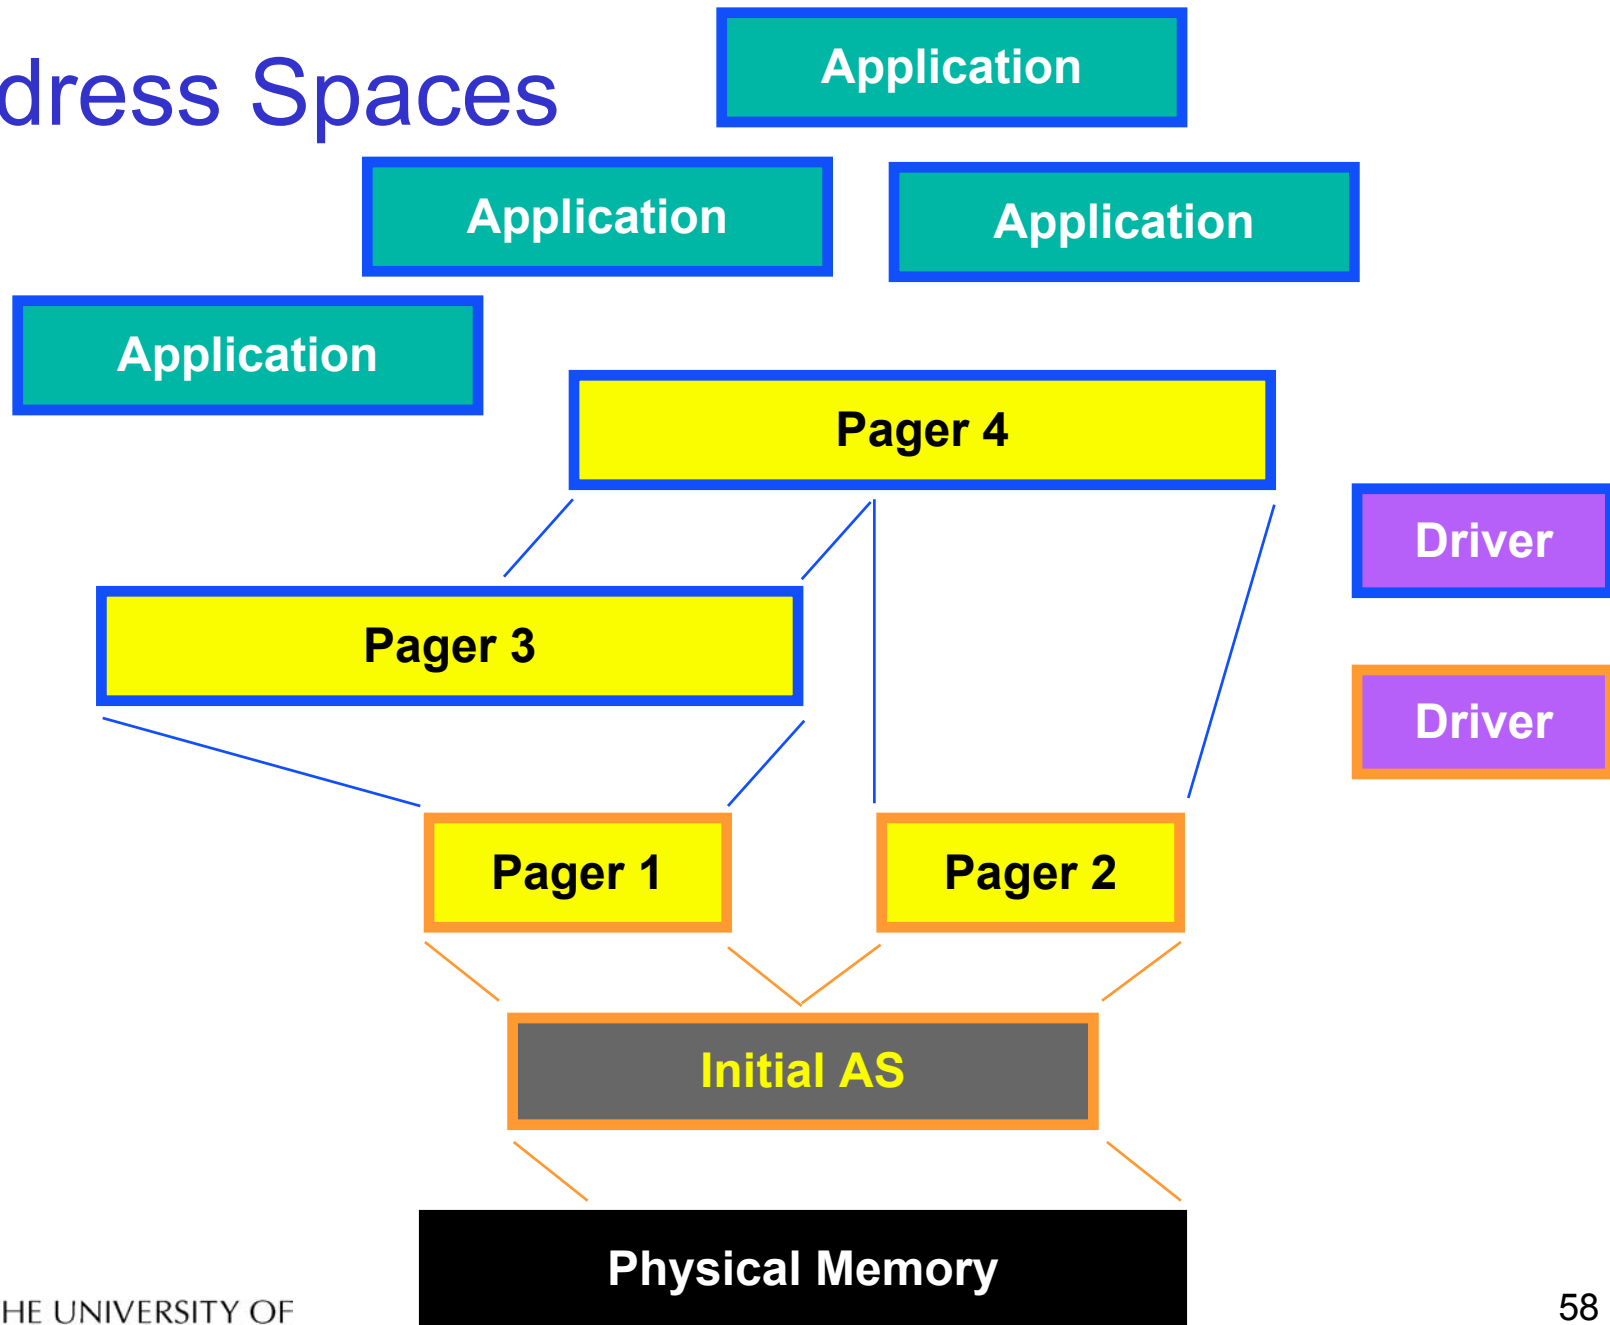 dress Spaces
Application
Application
Application
Application
Pager 4
Driver
Pager 3
Driver
Pager 1
Pager 2
Initial AS
Physical Memory
HE UNIVERSITY OF
58